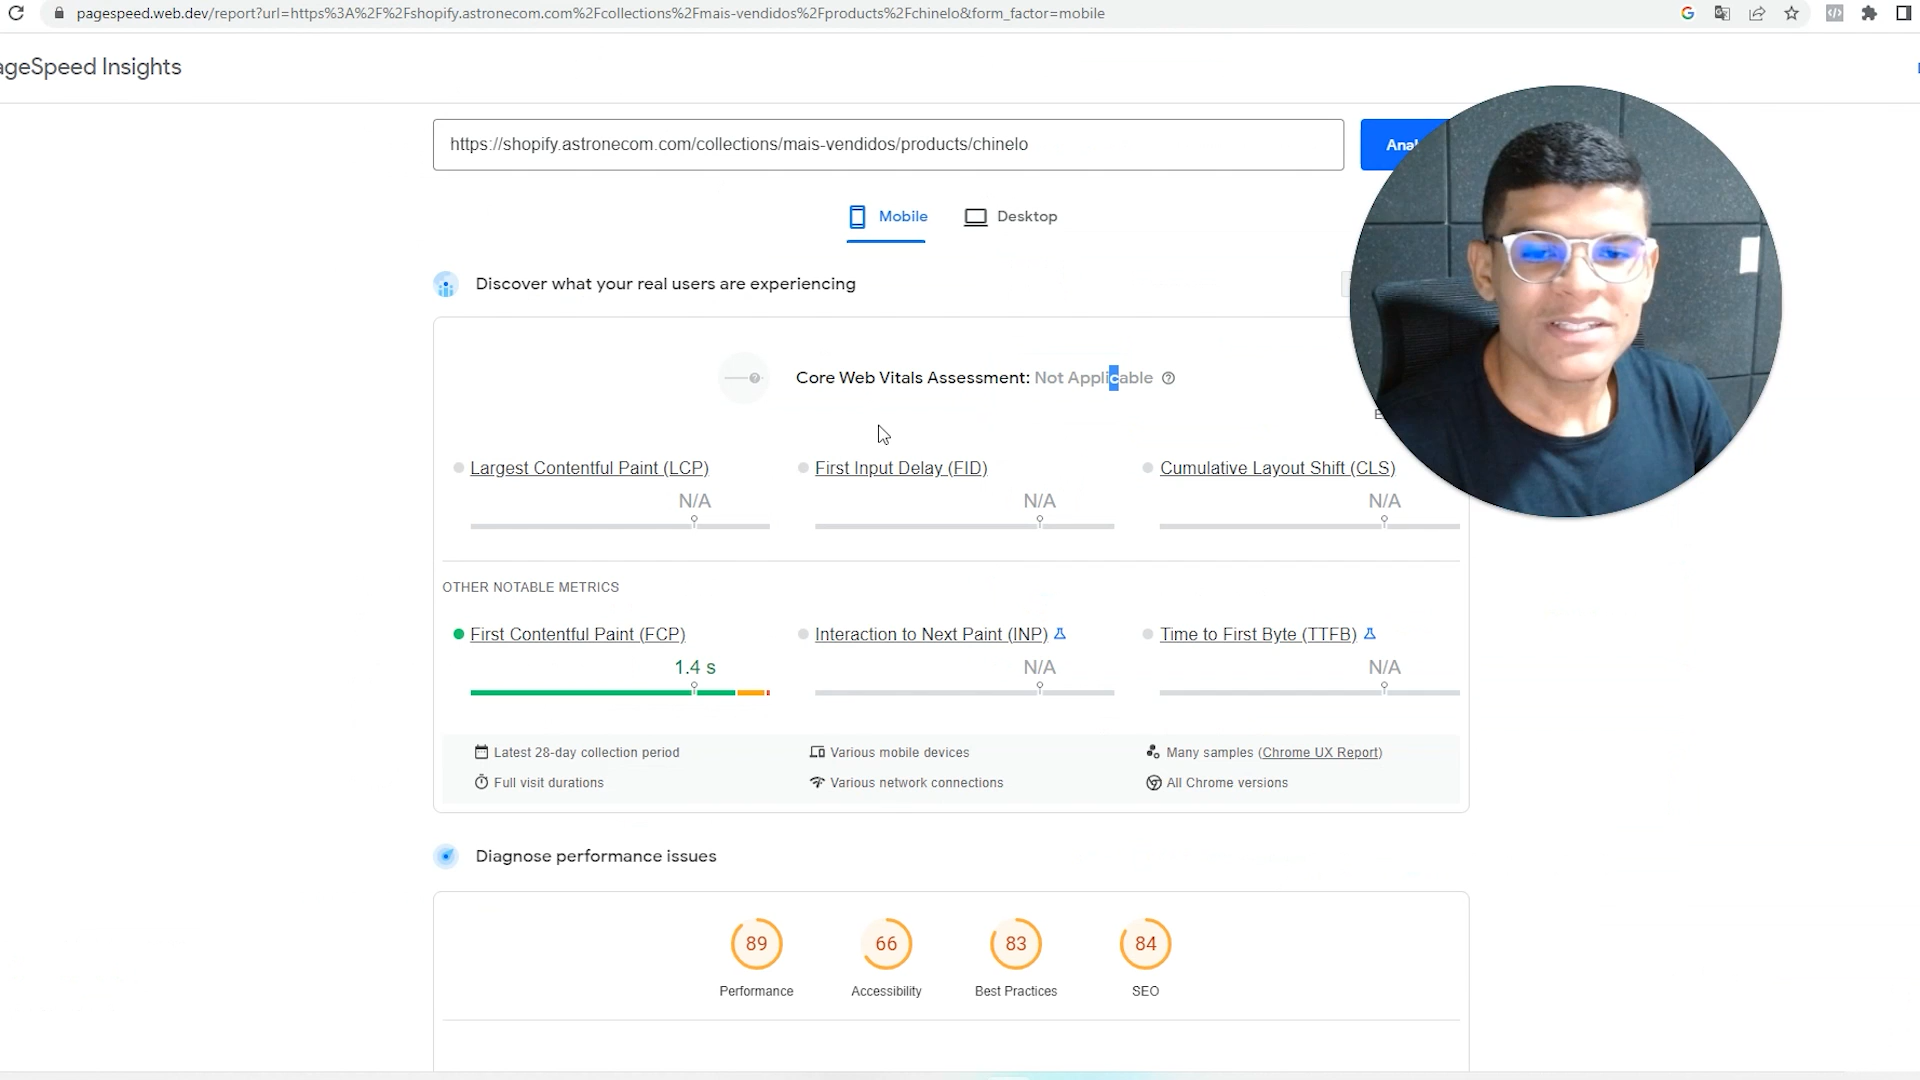 pagespeed.web.dev/report?url=https%3A%2F%2Fshopify.astronecom.com%2Fcollections%2Fmais-vendidos%2Fproducts%2Fchinelo&form_factor=mobile
ageSpeed Insights
https://shopify.astronecom.com/collections/mais-vendidos/products/chinelo
Anal
Mobile
Desktop
Discover what your real users are experiencing
Core Web Vitals Assessment: Not Applicable
Largest Contentful Paint (LCP)
N/A
First Input Delay (FID)
N/A
Cumulative Layout Shift (CLS)
N/A
OTHER NOTABLE METRICS
First Contentful Paint (FCP)
1.4 s
Interaction to Next Paint (INP)
N/A
Time to First Byte (TTFB)
N/A
Latest 28-day collection period
Various mobile devices
Many samples (Chrome UX Report)
Full visit durations
Various network connections
All Chrome versions
Diagnose performance issues
89
Performance
66
Accessibility
83
Best Practices
84
SEO